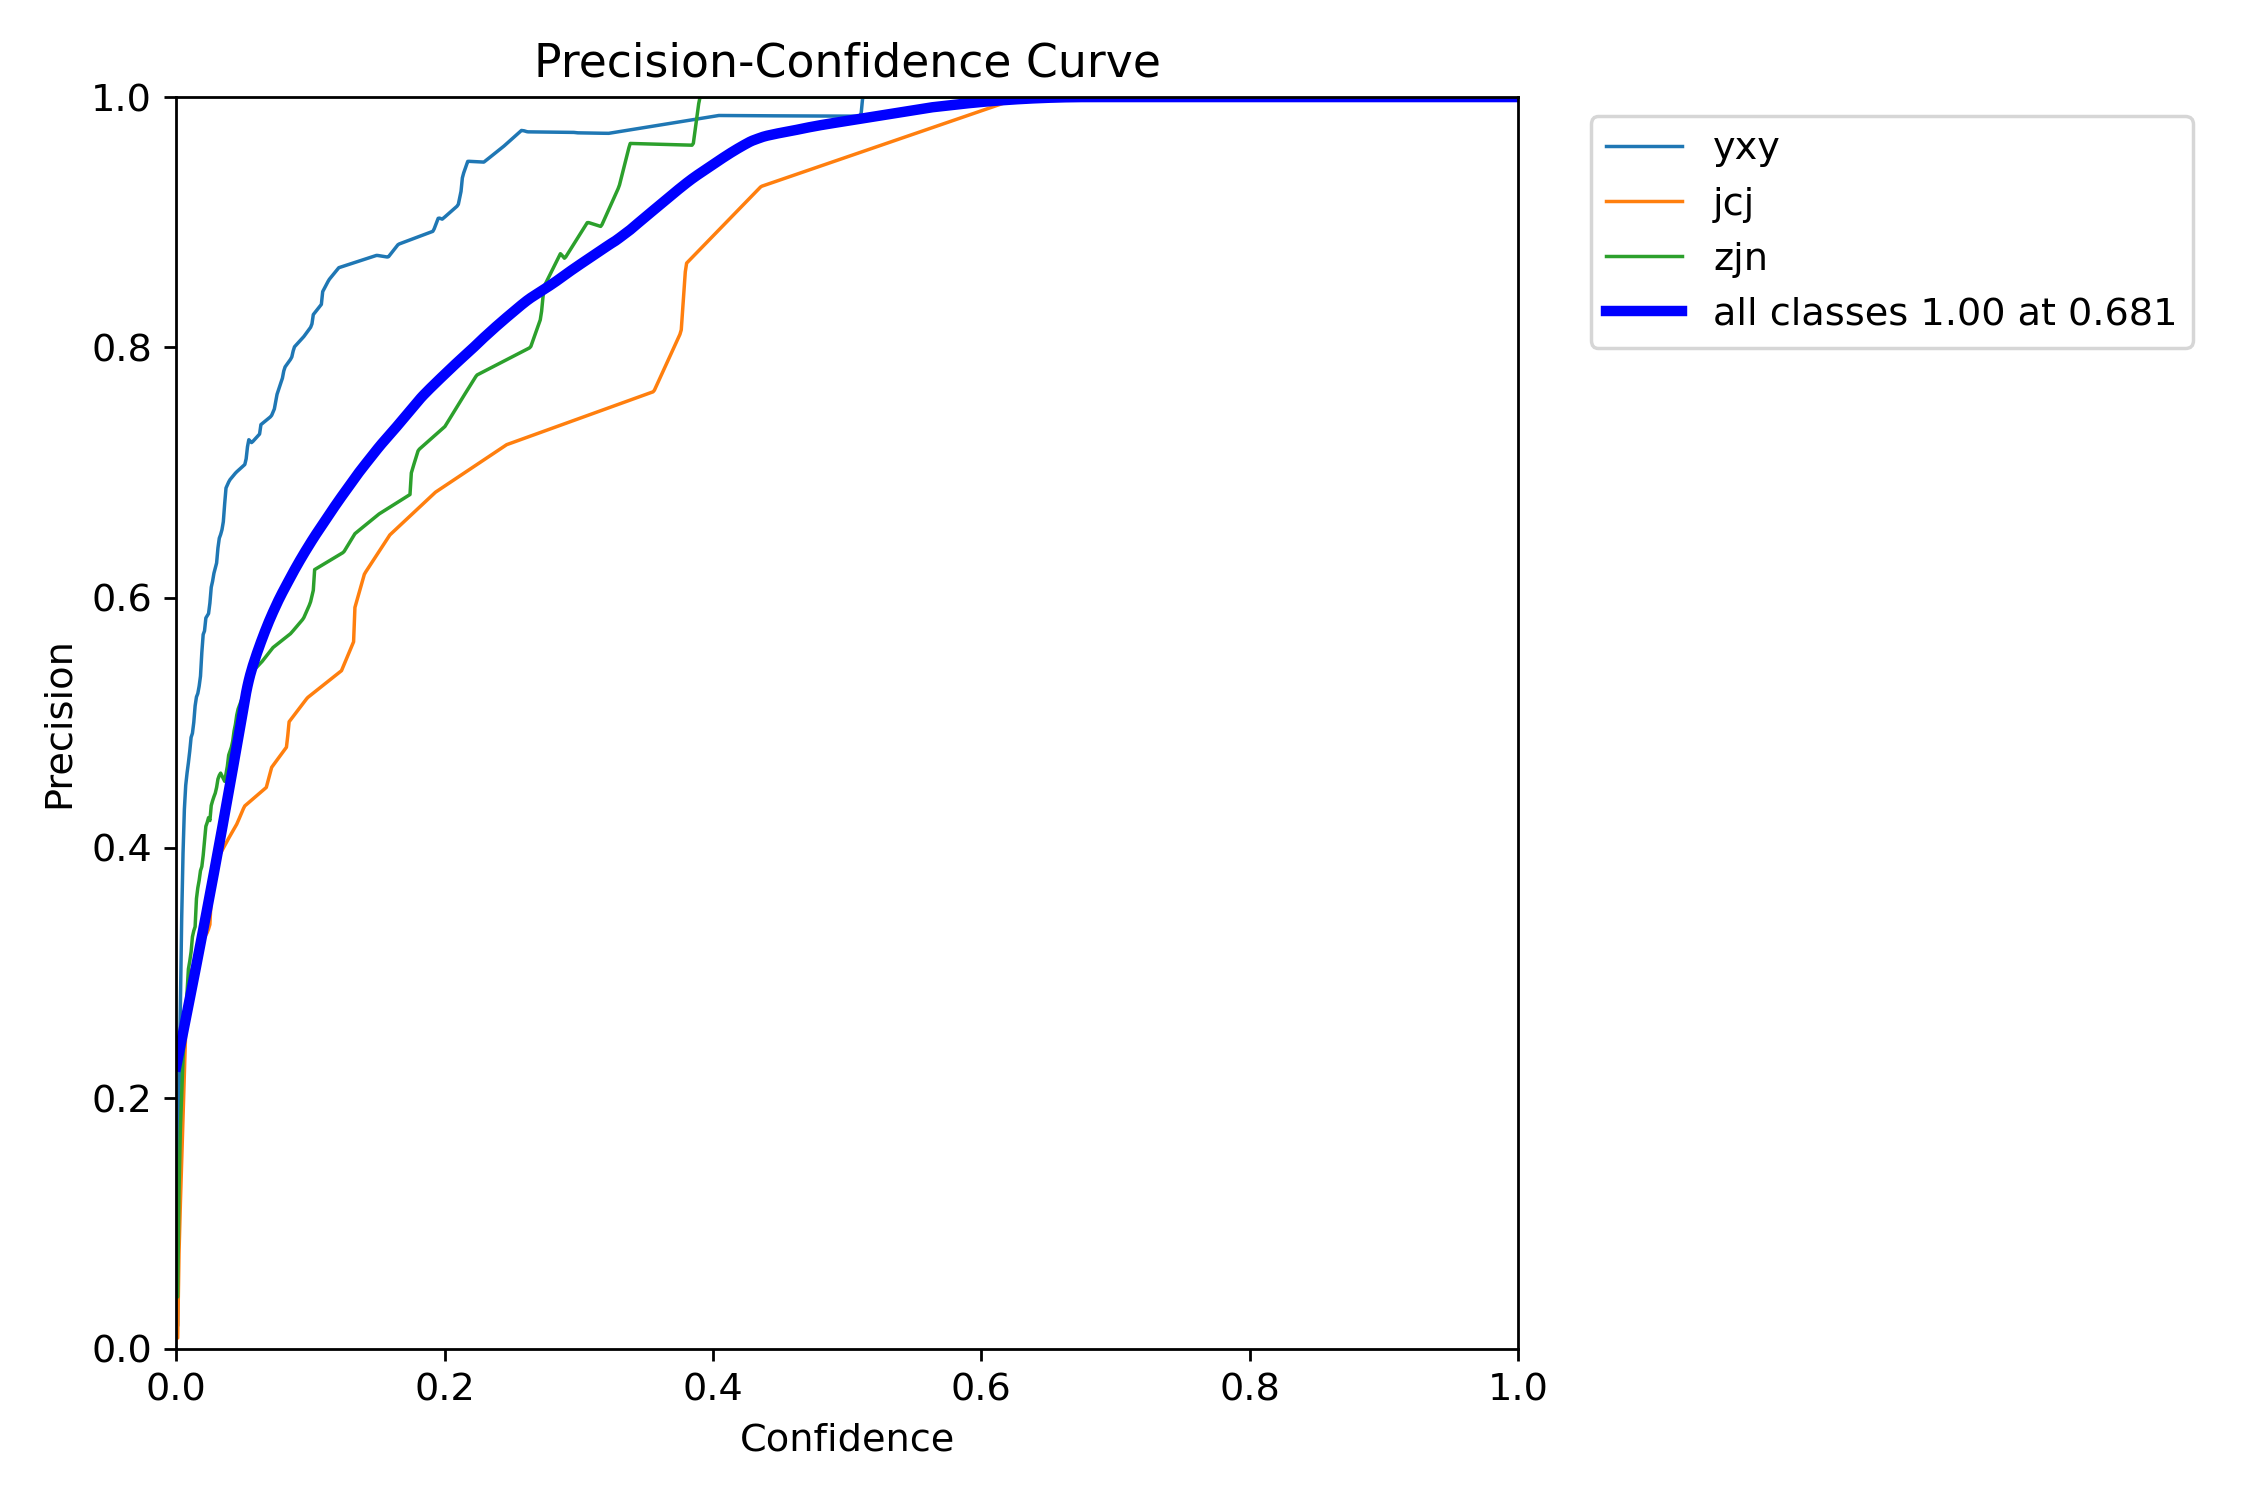 Precision-Confidence Curve
1.0
0.8
0.6
0.4
0.2
0.0
Precision
0.0 0.2 0.4 0.6 0.8 1.0
Confidence
yxy
jcj
zjn
all classes 1.00 at 0.681